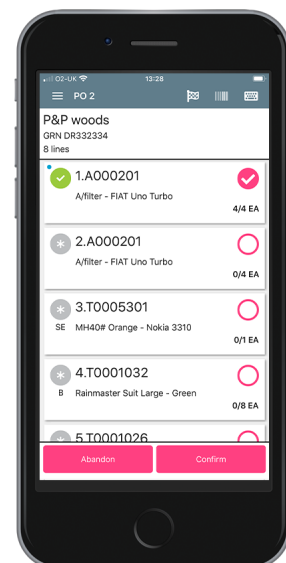 O2-UK 13:28
PO 2
P&P woods
GRN DR332334
8 lines
1.A000201
A/filter - FIAT Uno Turbo
4/4 EA
2.A000201
A/filter - FIAT Uno Turbo
0/4 EA
3.T0005301
SE MH40# Orange - Nokia 3310
0/1 EA
4.T0001032
B Rainmaster Suit Large - Green
0/8 EA
5.T0001026
Abandon Confirm